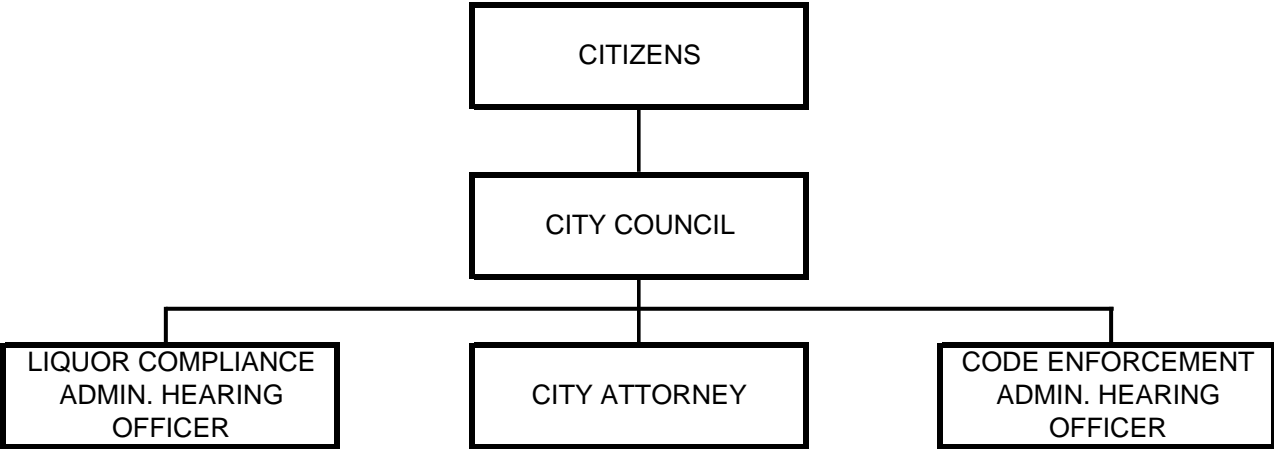 CITIZENS
CITY COUNCIL
LIQUOR COMPLIANCE
ADMIN. HEARING
OFFICER
CITY ATTORNEY
CODE ENFORCEMENT
ADMIN. HEARING
OFFICER